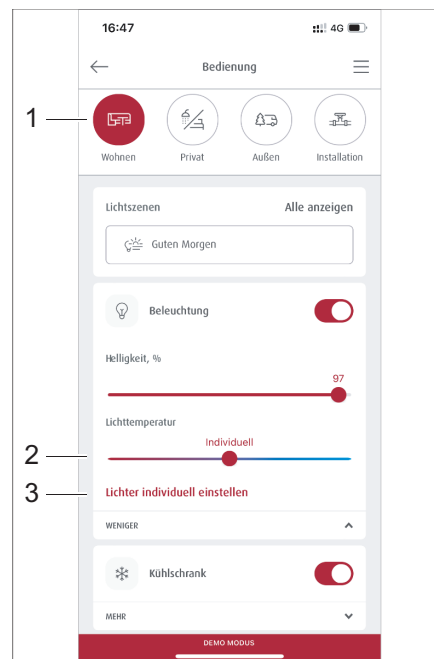 16:47 4G
Bedienung
1
Wohnen Privat Außen Installation
Lichtszenen Alle anzeigen
Guten Morgen
Beleuchtung
Helligkeit, %
97
Lichttemperatur
Individuell
2
3 Lichter individuell einstellen
WENIGER
Kühlschrank
MEHR
DEMO MODUS